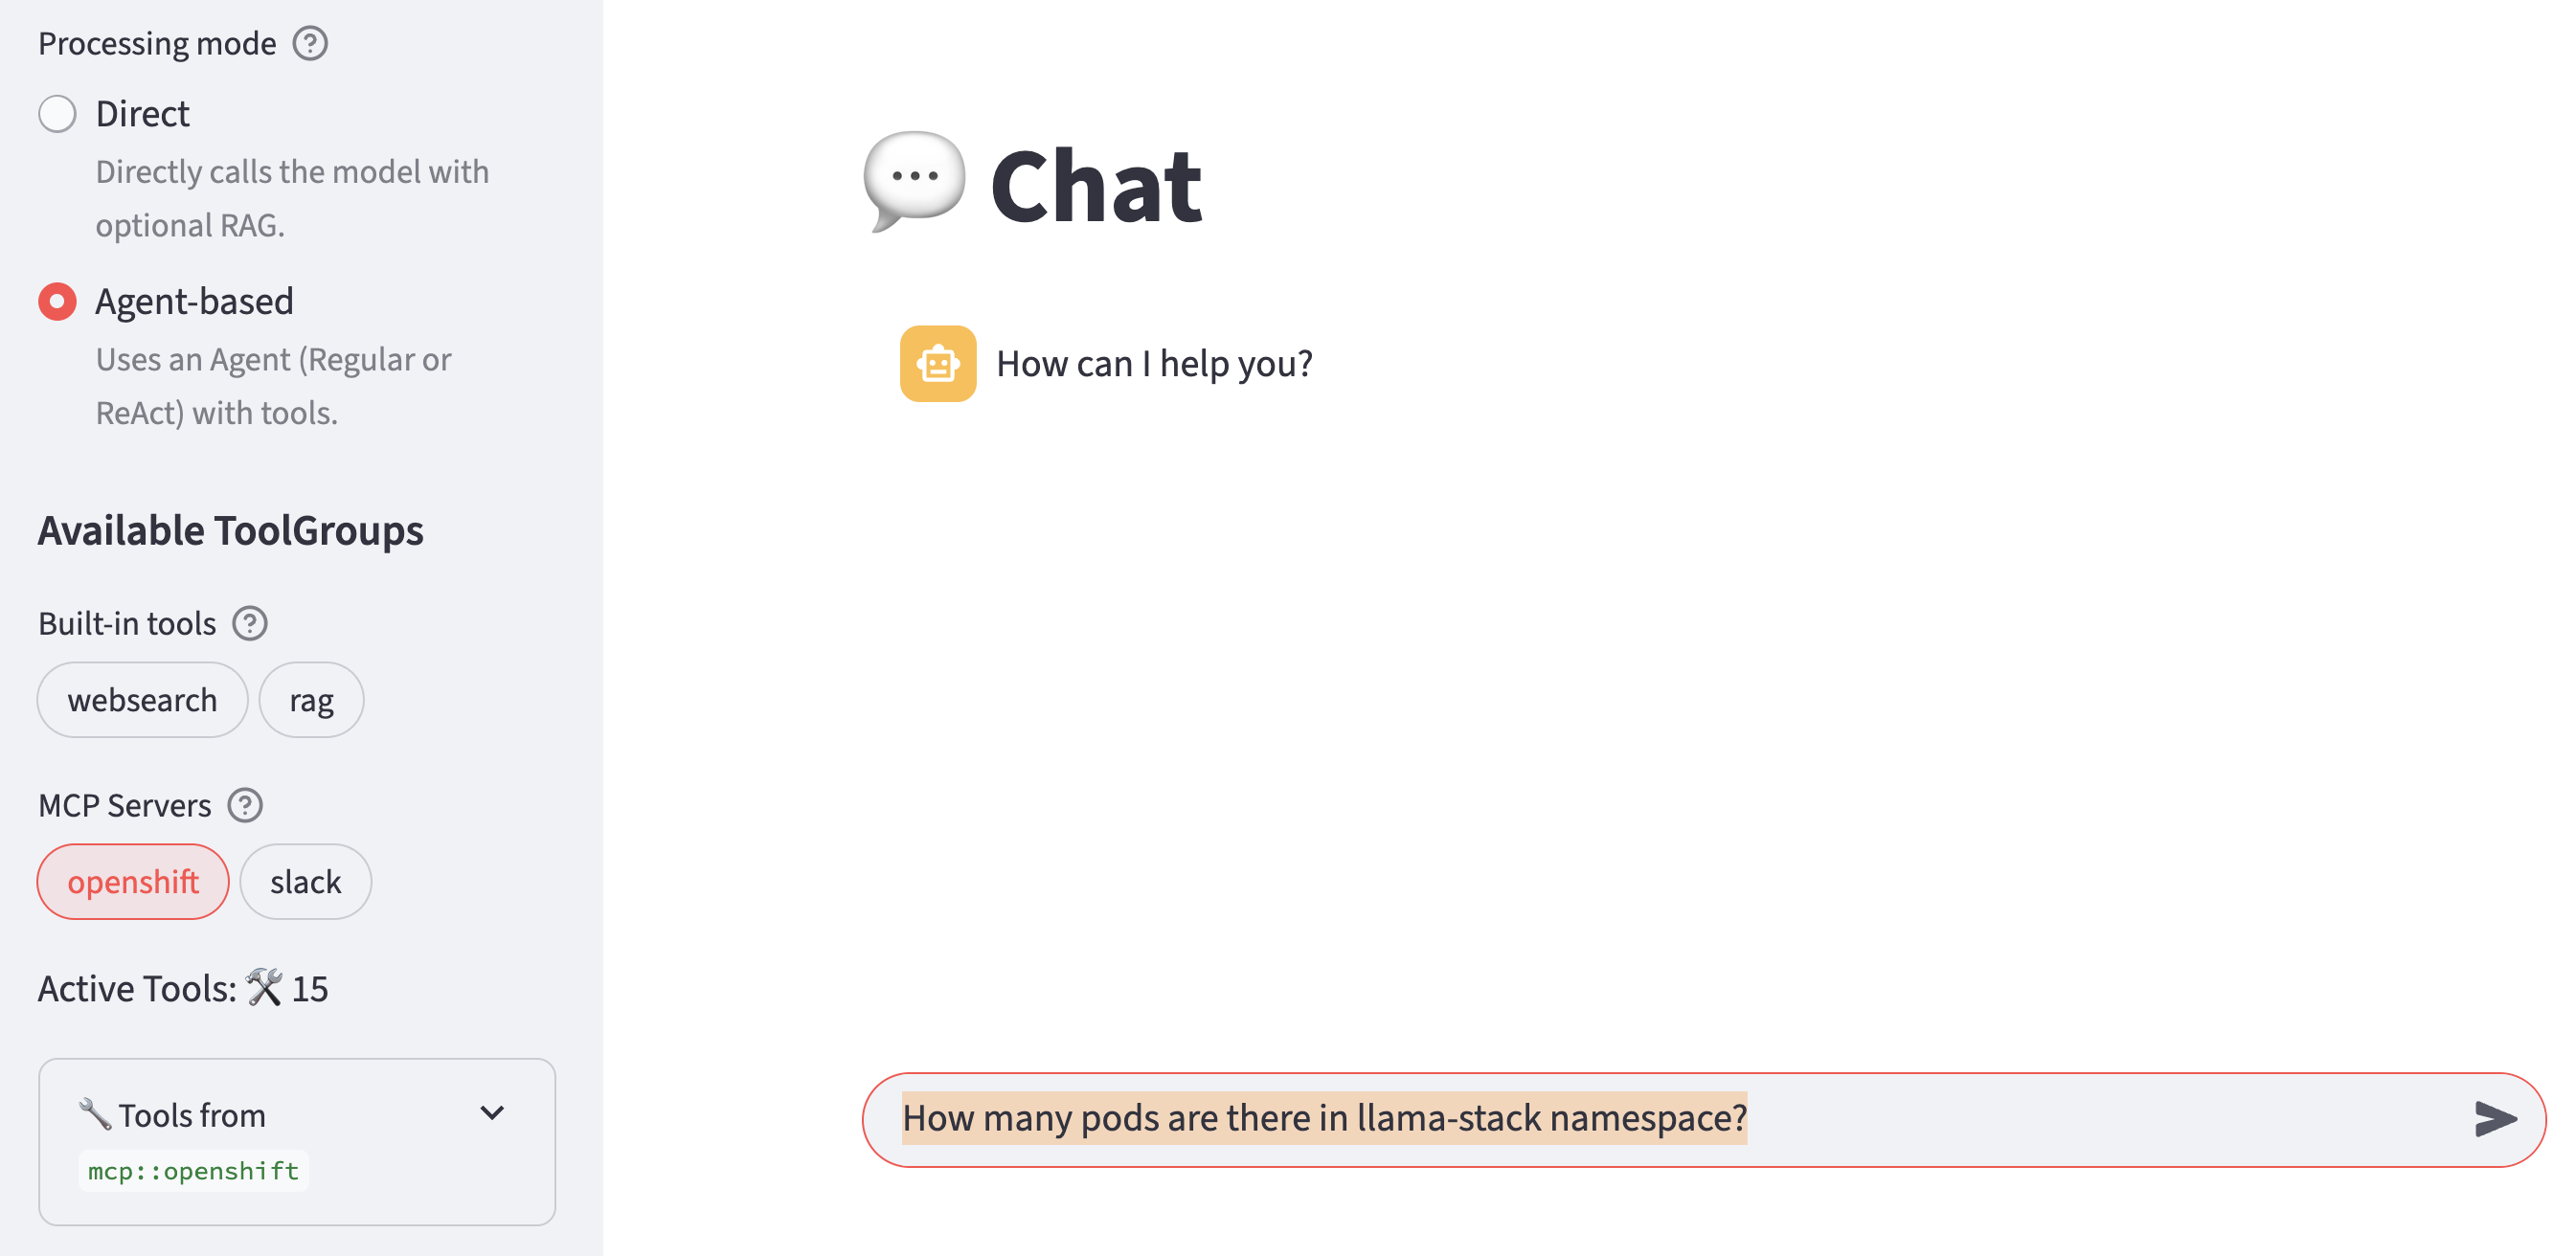 Processing mode
Direct
Directly calls the model with
optional RAG.
Agent-based
Uses an Agent (Regular or
ReAct) with tools.
Available ToolGroups
Built-in tools
websearch rag
MCP Servers
openshift slack
Active Tools: 🛠 15
🔧 Tools from
mcp::openshift
💬 Chat
How can I help you?
How many pods are there in llama-stack namespace?